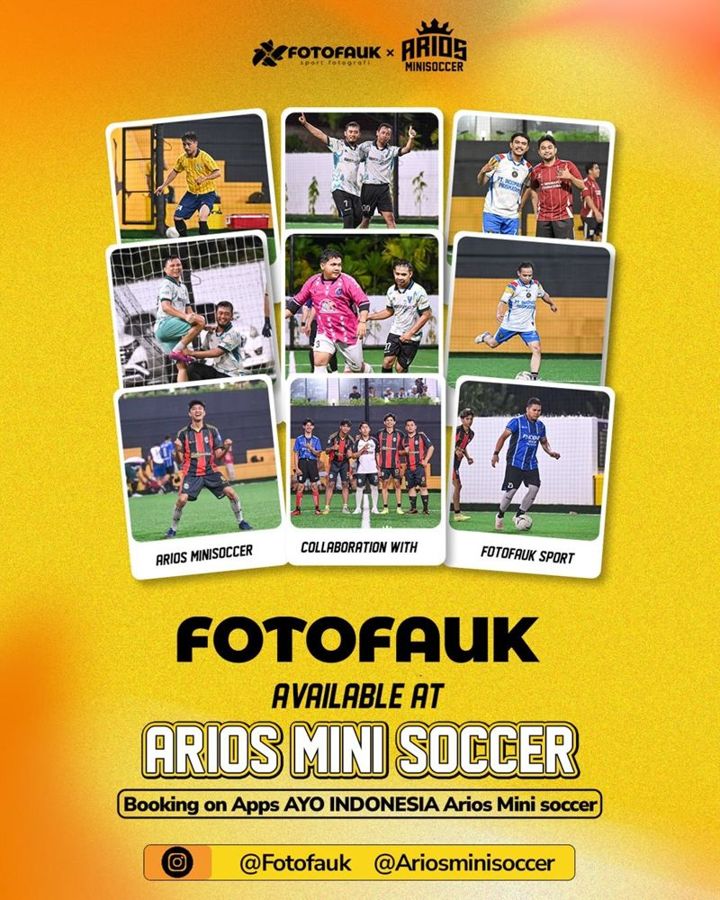 FOTOFAUK × ARIOS
sport fotografi MINISOCCER
ARIOS MINISOCCER
COLLABORATION WITH
FOTOFAUK SPORT
FOTOFAUK
AVAILABLE AT
ARIOS MINI SOCCER
Booking on Apps AYO INDONESIA Arios Mini soccer
@Fotofauk @Ariosminisoccer